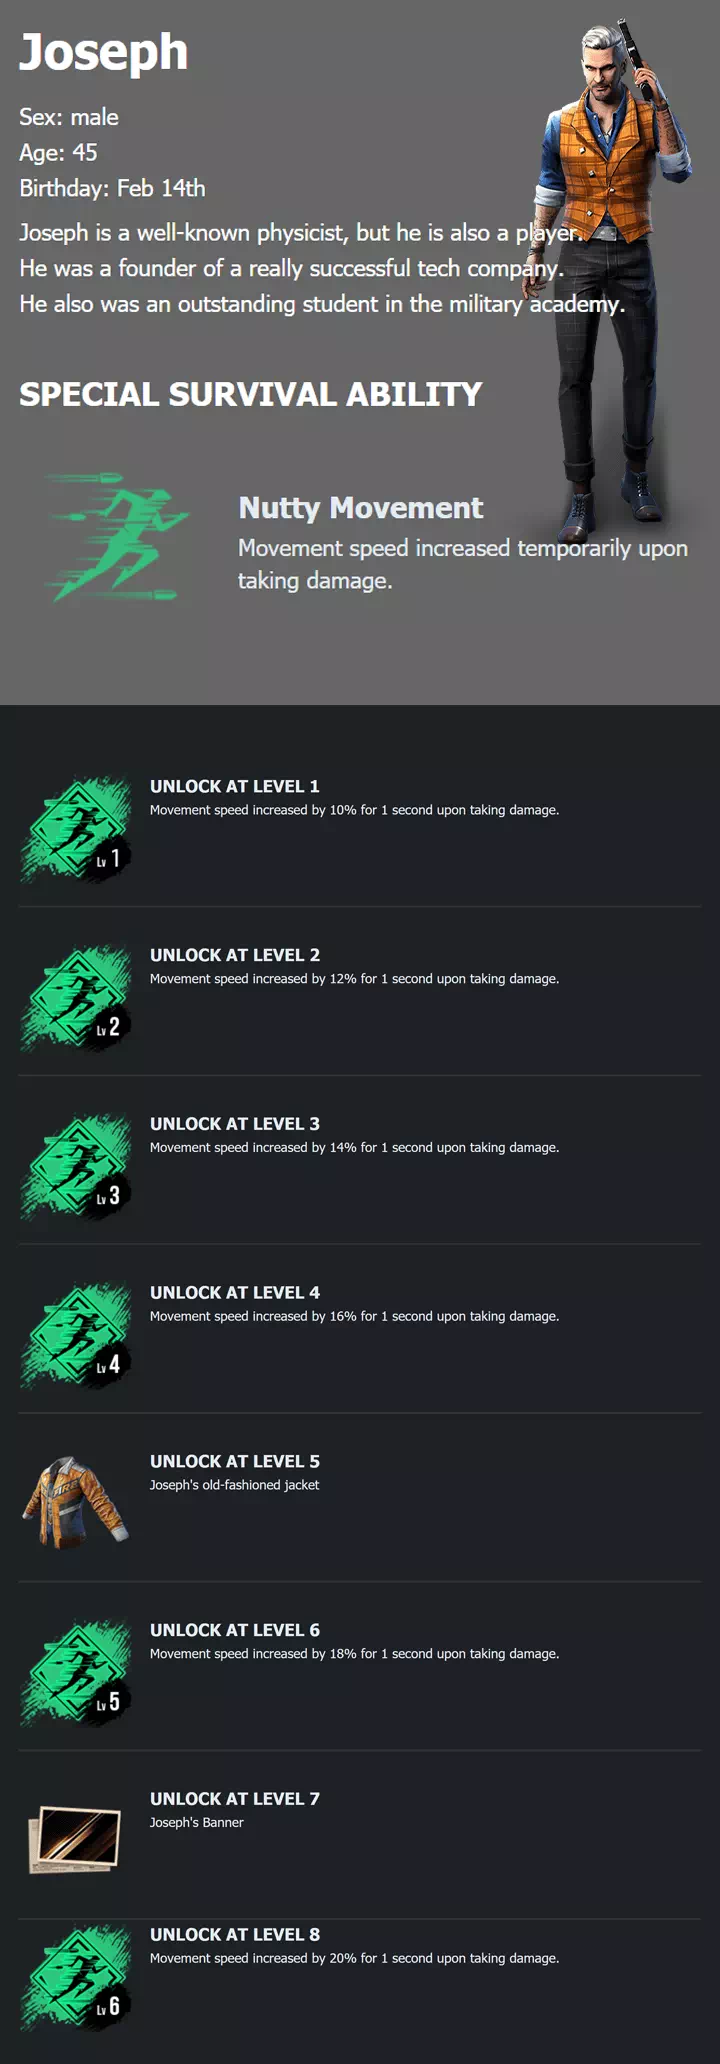 Joseph
Sex: male
Age: 45
Birthday: Feb 14th
Joseph is a well-known physicist, but he is also a player.
He was a founder of a really successful tech company.
He also was an outstanding student in the military academy.
SPECIAL SURVIVAL ABILITY
Nutty Movement
Movement speed increased temporarily upon
taking damage.
UNLOCK AT LEVEL 1
Movement speed increased by 10% for 1 second upon taking damage.
Lv 1
UNLOCK AT LEVEL 2
Movement speed increased by 12% for 1 second upon taking damage.
Lv 2
UNLOCK AT LEVEL 3
Movement speed increased by 14% for 1 second upon taking damage.
Lv 3
UNLOCK AT LEVEL 4
Movement speed increased by 16% for 1 second upon taking damage.
Lv 4
UNLOCK AT LEVEL 5
Joseph's old-fashioned jacket
UNLOCK AT LEVEL 6
Movement speed increased by 18% for 1 second upon taking damage.
Lv 5
UNLOCK AT LEVEL 7
Joseph's Banner
UNLOCK AT LEVEL 8
Movement speed increased by 20% for 1 second upon taking damage.
Lv 6